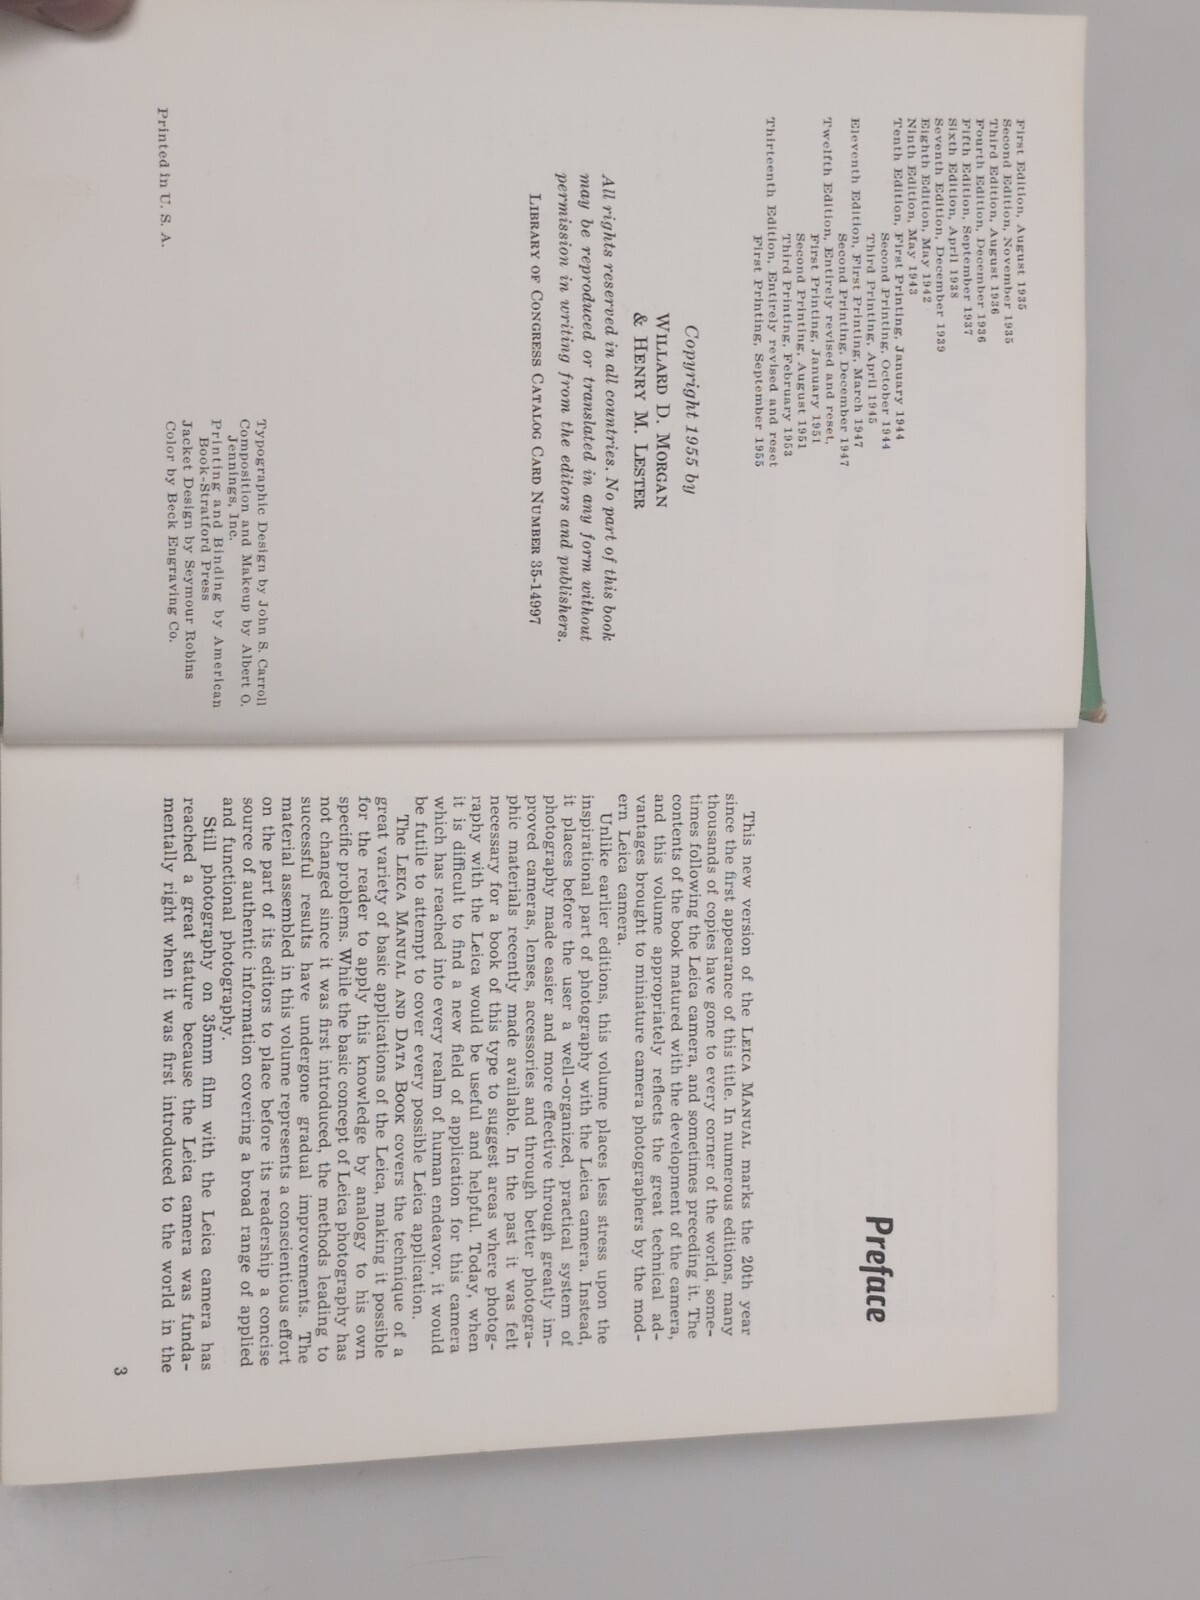 First Edition, August 1935
Second Edition, November 1935
Third Edition, August 1936
Fourth Edition, December 1936
Fifth Edition, September 1937
Sixth Edition, April 1938
Seventh Edition, December 1939
Eighth Edition, May 1942
Ninth Edition, May 1943
Tenth Edition, First Printing, January 1944
Second Printing, October 1944
Third Printing, April 1945
Eleventh Edition, First Printing, March 1947
Second Printing, December 1947
Twelfth Edition, Entirely revised and reset,
First Printing, January 1951
Second Printing, August 1951
Third Printing, February 1953
Thirteenth Edition, Entirely revised and reset
First Printing, September 1955
Copyright 1955 by
WILLARD D. MORGAN
& HENRY M. LESTER
All rights reserved in all countries. No part of this book
may be reproduced or translated in any form without
permission in writing from the editors and publishers.
LIBRARY OF CONGRESS CATALOG CARD NUMBER 35-14997
Typographic Design by John S. Carroll
Composition and Makeup by Albert O.
Jennings, Inc.
Printing and Binding by American
Book-Stratford Press
Jacket Design by Seymour Robins
Color by Beck Engraving Co.
Printed in U. S. A.
Preface
This new version of the LEICA MANUAL marks the 20th year
since the first appearance of this title. In numerous editions, many
thousands of copies have gone to every corner of the world, some-
times following the Leica camera, and sometimes preceding it. The
contents of the book matured with the development of the camera,
and this volume appropriately reflects the great technical ad-
vantages brought to miniature camera photographers by the mod-
ern Leica camera.
Unlike earlier editions, this volume places less stress upon the
inspirational part of photography with the Leica camera. Instead,
it places before the user a well-organized, practical system of
photography made easier and more effective through greatly im-
proved cameras, lenses, accessories and through better photogra-
phic materials recently made available. In the past it was felt
necessary for a book of this type to suggest areas where photog-
raphy with the Leica would be useful and helpful. Today, when
it is difficult to find a new field of application for this camera
which has reached into every realm of human endeavor, it would
be futile to attempt to cover every possible Leica application.
The LEICA MANUAL AND DATA BOOK covers the technique of a
great variety of basic applications of the Leica, making it possible
for the reader to apply this knowledge by analogy to his own
specific problems. While the basic concept of Leica photography has
not changed since it was first introduced, the methods leading to
successful results have undergone gradual improvements. The
material assembled in this volume represents a conscientious effort
on the part of its editors to place before its readership a concise
source of authentic information covering a broad range of applied
and functional photography.
Still photography on 35mm film with the Leica camera has
reached a great stature because the Leica camera was funda-
mentally right when it was first introduced to the world in the
3